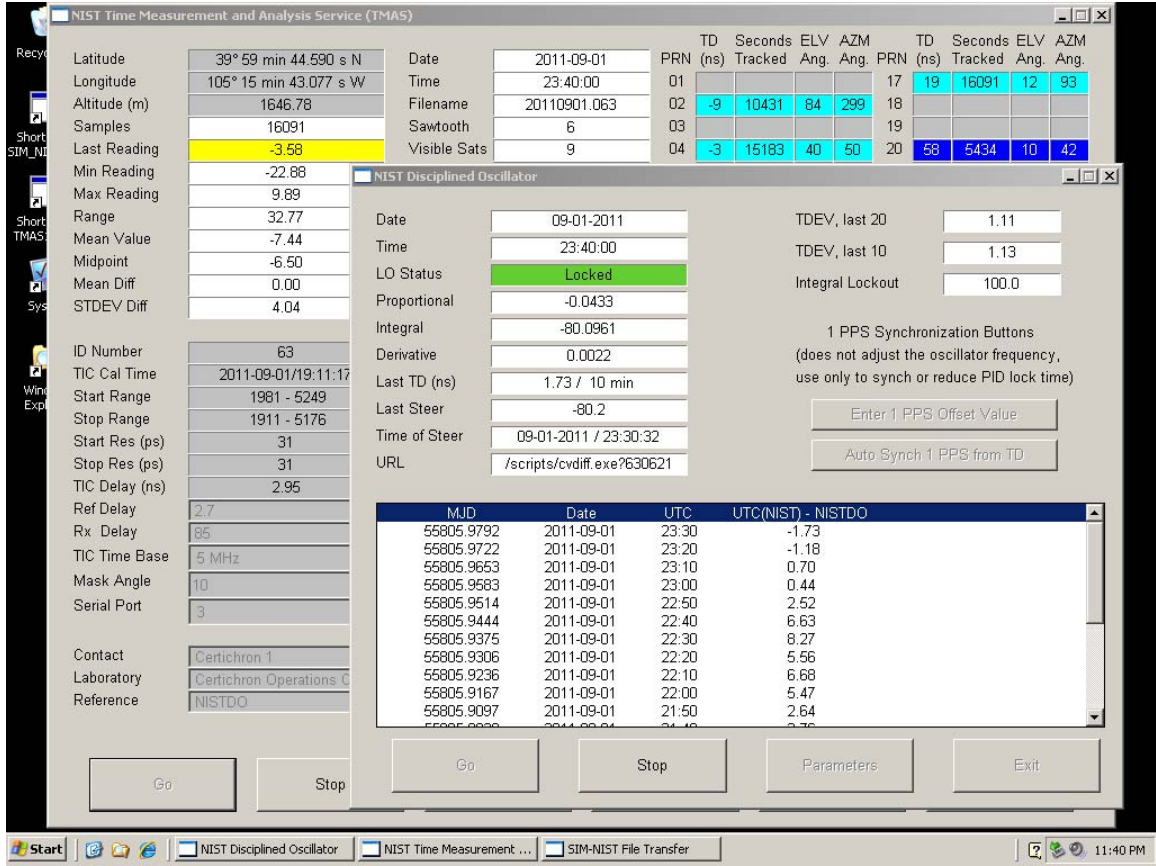 NIST Time Measurement and Analysis Service (TMAS)
TD Seconds ELV AZM TD Seconds ELV AZM
PRN (ns) Tracked Ang. Ang. PRN (ns) Tracked Ang. Ang.
Latitude 39° 59 min 44.590 s N Date 2011-09-01
Longitude 105° 15 min 43.077 s W Time 23:40:00 01 17 19 16091 12 93
Altitude (m) 1646.78 Filename 20110901.063 02 -9 10431 84 299 18
Samples 16091 Sawtooth 6 03 19
Last Reading -3.58 Visible Sats 9 04 -3 15183 40 50 20 58 5434 10 42
Min Reading -22.88
Max Reading 9.89
Range 32.77
Mean Value -7.44
Midpoint -6.50
Mean Diff 0.00
STDEV Diff 4.04
ID Number 63
TIC Cal Time 2011-09-01/19:11:17
Start Range 1981 - 5249
Stop Range 1911 - 5176
Start Res (ps) 31
Stop Res (ps) 31
TIC Delay (ns) 2.95
Ref Delay 2.7
Rx Delay 85
TIC Time Base 5 MHz
Mask Angle 10
Serial Port 3
Contact Certichron 1
Laboratory Certichron Operations
Reference NISTDO
Go Stop
NIST Disciplined Oscillator
Date 09-01-2011 TDEV, last 20 1.11
Time 23:40:00 TDEV, last 10 1.13
LO Status Locked Integral Lockout 100.0
Proportional -0.0433
Integral -80.0961
Derivative 0.0022
Last TD (ns) 1.73 / 10 min
Last Steer -80.2
Time of Steer 09-01-2011 / 23:30:32
URL /scripts/cvdiff.exe?630621
1 PPS Synchronization Buttons
(does not adjust the oscillator frequency,
use only to synch or reduce PID lock time)
Enter 1 PPS Offset Value
Auto Synch 1 PPS from TD
MJD Date UTC UTC(NIST) - NISTDO
55805.9792 2011-09-01 23:30 -1.73
55805.9722 2011-09-01 23:20 -1.18
55805.9653 2011-09-01 23:10 0.70
55805.9583 2011-09-01 23:00 0.44
55805.9514 2011-09-01 22:50 2.52
55805.9444 2011-09-01 22:40 6.63
55805.9375 2011-09-01 22:30 8.27
55805.9306 2011-09-01 22:20 5.56
55805.9236 2011-09-01 22:10 6.68
55805.9167 2011-09-01 22:00 5.47
55805.9097 2011-09-01 21:50 2.64
Go Stop Parameters Exit
Recyc
Short
SIM_NI
Short
TMAS
Sys
Wind
Expl
Start NIST Disciplined Oscillator NIST Time Measurement ... SIM-NIST File Transfer 11:40 PM